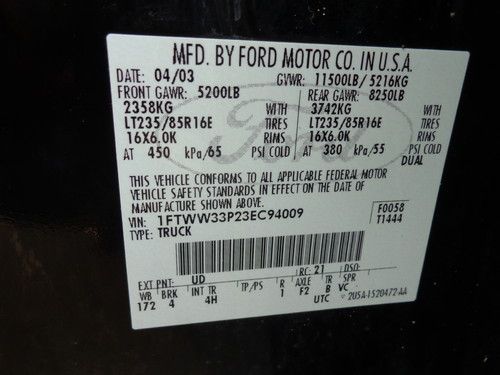 MFD. BY FORD MOTOR CO. IN U.S.A.
DATE: 04/03 GVWR: 11500LB/5216KG
FRONT GAWR: 5200LB REAR GAWR: 8250LB
2358KG WITH 3742KG WITH
LT235/85R16E TIRES LT235/85R16E TIRES
16X6.0K RIMS 16X6.0K RIMS
AT 450 kPa/65 PSI COLD AT 380 kPa/55 PSI COLD
DUAL
Ford
THIS VEHICLE CONFORMS TO ALL APPLICABLE FEDERAL MOTOR
VEHICLE SAFETY STANDARDS IN EFFECT ON THE DATE OF
MANUFACTURE SHOWN ABOVE.
VIN: 1FTWW33P23EC94009 F0058
TYPE: TRUCK T1444
EXT PNT: UD RC: 21 DSO:
WB BRK INT TR TP/PS R AXLE TR SPR
172 4 4H 1 F2 B VC
UTC 2U5A-1520472-AA